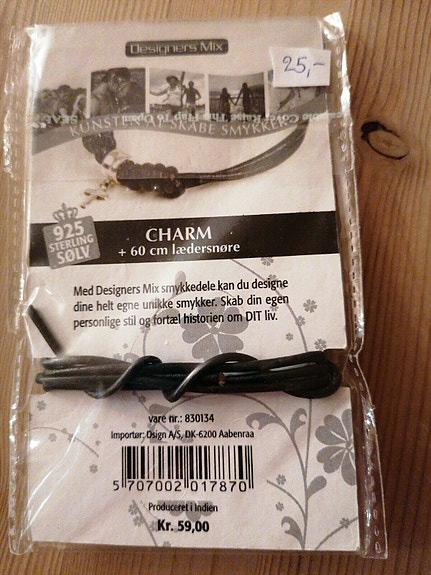 Designers Mix
25,-
KUNSTEN AT SKABE SMYKKER
925
STERLING
SØLV
CHARM
+ 60 cm lædersnøre
Med Designers Mix smykkedele kan du designe
dine helt egne unikke smykker. Skab din egen
personlige stil og fortæl historien om DIT liv.
vare nr.: 830134
Importør: Dsign A/S, DK-6200 Aabenraa
5 707002 017870
Produceret i Indien
Kr. 59,00